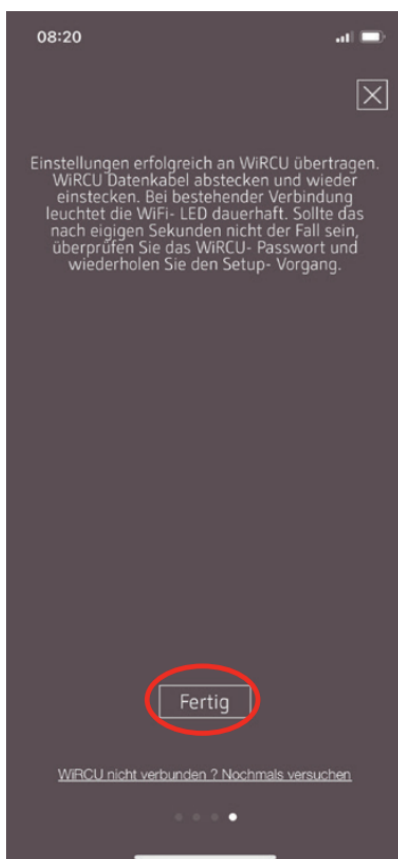 08:20
Einstellungen erfolgreich an WiRCU übertragen.
WiRCU Datenkabel abstecken und wieder
einstecken. Bei bestehender Verbindung
leuchtet die WiFi- LED dauerhaft. Sollte das
nach eigigen Sekunden nicht der Fall sein,
überprüfen Sie das WiRCU- Passwort und
wiederholen Sie den Setup- Vorgang.
Fertig
WiRCU nicht verbunden ? Nochmals versuchen